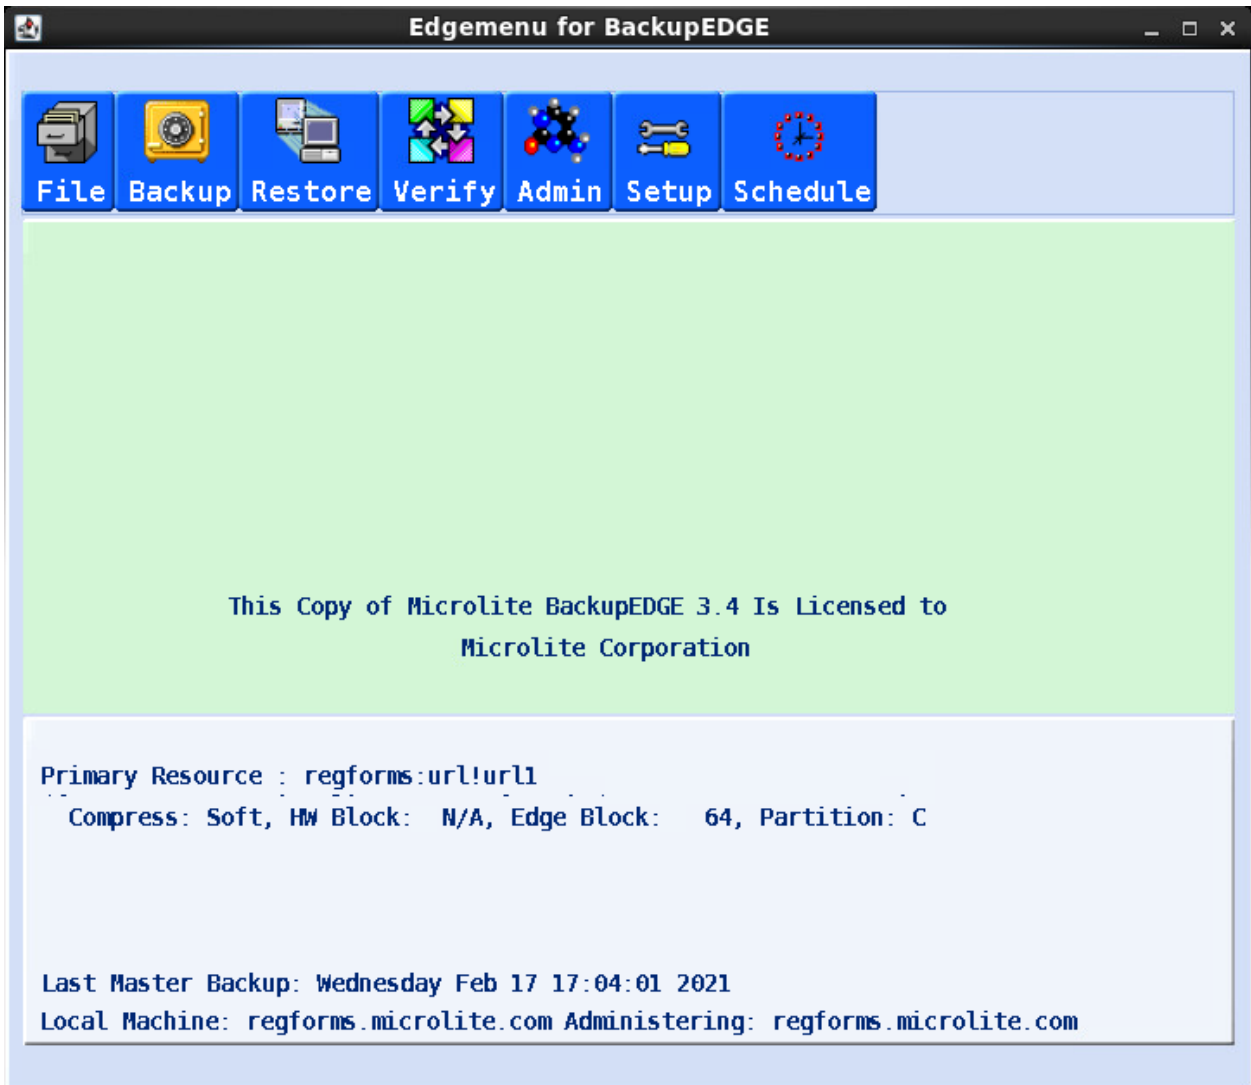 Edgemenu for BackupEDGE
File Backup Restore Verify Admin Setup Schedule
This Copy of Microlite BackupEDGE 3.4 Is Licensed to
Microlite Corporation
Primary Resource : regforms:url!url1
Compress: Soft, HW Block: N/A, Edge Block: 64, Partition: C
Last Master Backup: Wednesday Feb 17 17:04:01 2021
Local Machine: regforms.microlite.com Administering: regforms.microlite.com